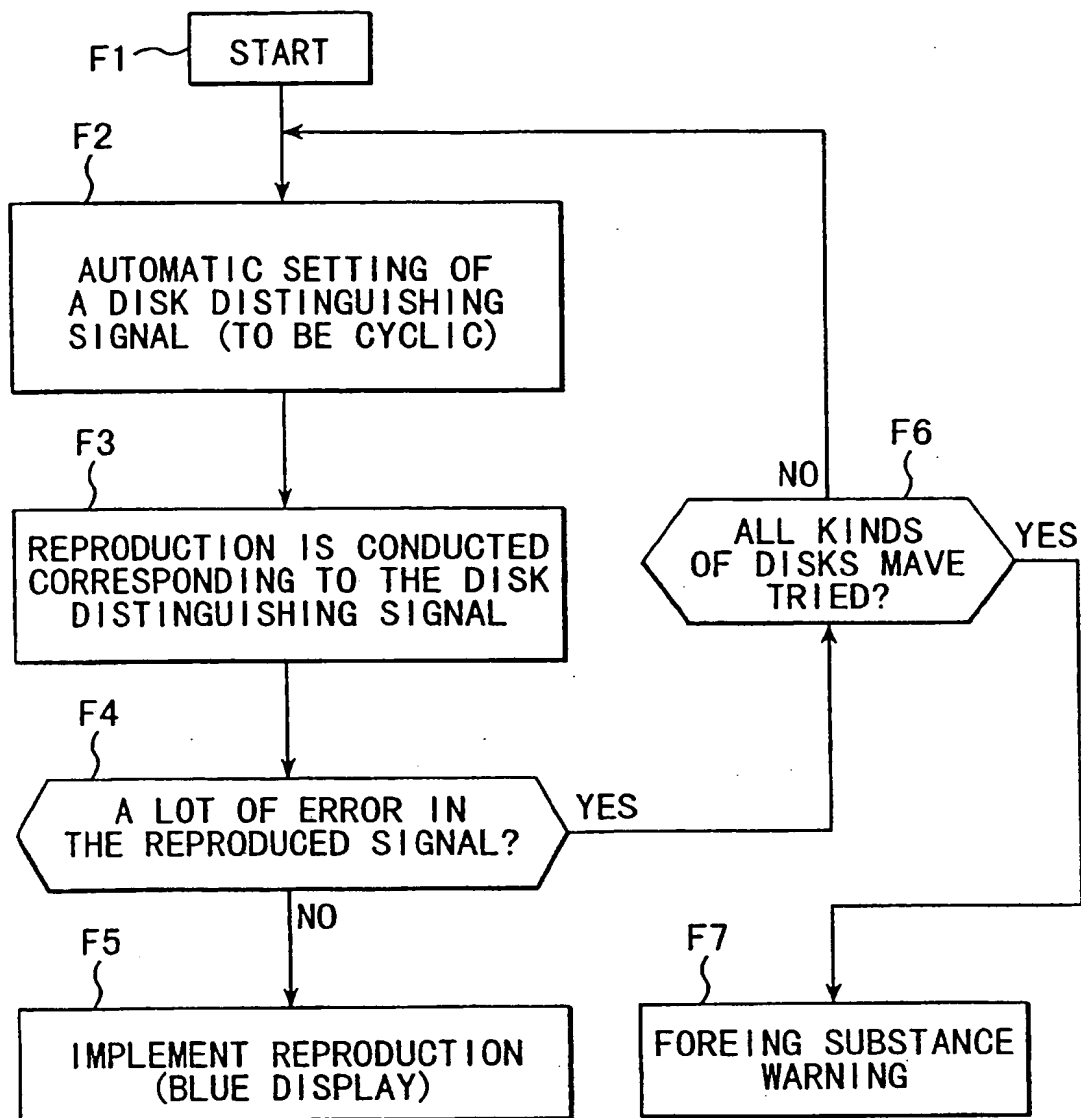 F1
START
F2
AUTOMATIC SETTING OF
A DISK DISTINGUISHING
SIGNAL (TO BE CYCLIC)
F3
REPRODUCTION IS CONDUCTED
CORRESPONDING TO THE DISK
DISTINGUISHING SIGNAL
F4
A LOT OF ERROR IN
THE REPRODUCED SIGNAL?
YES
NO
F5
IMPLEMENT REPRODUCTION
(BLUE DISPLAY)
F6
NO
ALL KINDS
OF DISKS MAVE
TRIED?
YES
F7
FOREING SUBSTANCE
WARNING